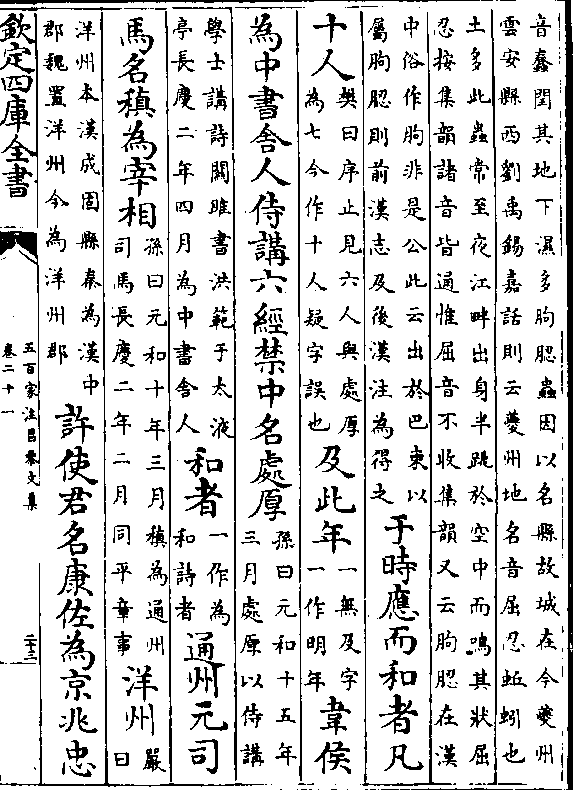 音蠢閏其地下濕多朐䏰蟲因以名縣故城在今夔州
雲安縣西劉禹錫嘉話則云夔州地名音屈忍蚯蚓也
土多此蟲常至夜江畔出身半跳於空中而鳴其狀屈
忍按集韻諸音皆通惟屈音不收集韻又云朐䏰在漢
中俗作朐非是公此云出於巴東以
屬朐䏰則前漢志及後漢注為得之
于時應而和者凡
十人
樊曰序止見六人與處厚
為七今作十人疑字誤也
及此年
一無及字
一作明年
韋侯
為中書舍人侍講六經禁中名處厚
孫曰元和十五年
三月處厚以侍講
學士講詩關雎書洪範于太液
亭長慶二年四月為中書舍人
和者
一作為
和詩者
通州元司
馬名稹為宰相
孫曰元和十年三月稹為通州
司馬長慶二年二月同平章事
洋州
嚴
曰
洋州本漢成固縣秦為漢中
郡魏置洋州今為洋州郡
許使君名康佐為京兆忠
欽定四庫全書
五百家注昌黎文集
卷二十一
二十三